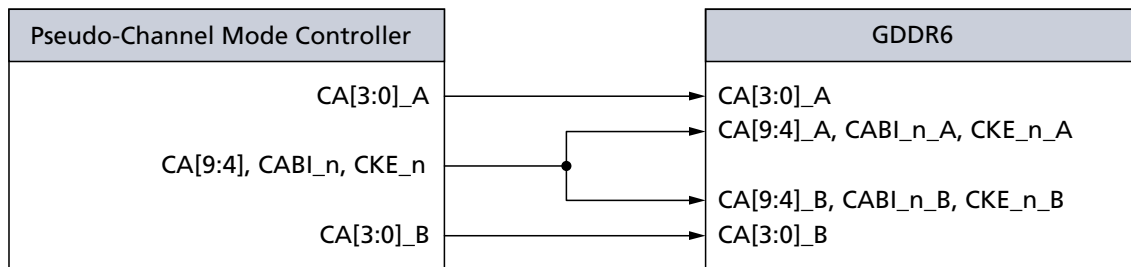 Pseudo-Channel Mode Controller
CA[3:0]_A
CA[9:4], CABI_n, CKE_n
CA[3:0]_B
GDDR6
CA[3:0]_A
CA[9:4]_A, CABI_n_A, CKE_n_A
CA[9:4]_B, CABI_n_B, CKE_n_B
CA[3:0]_B